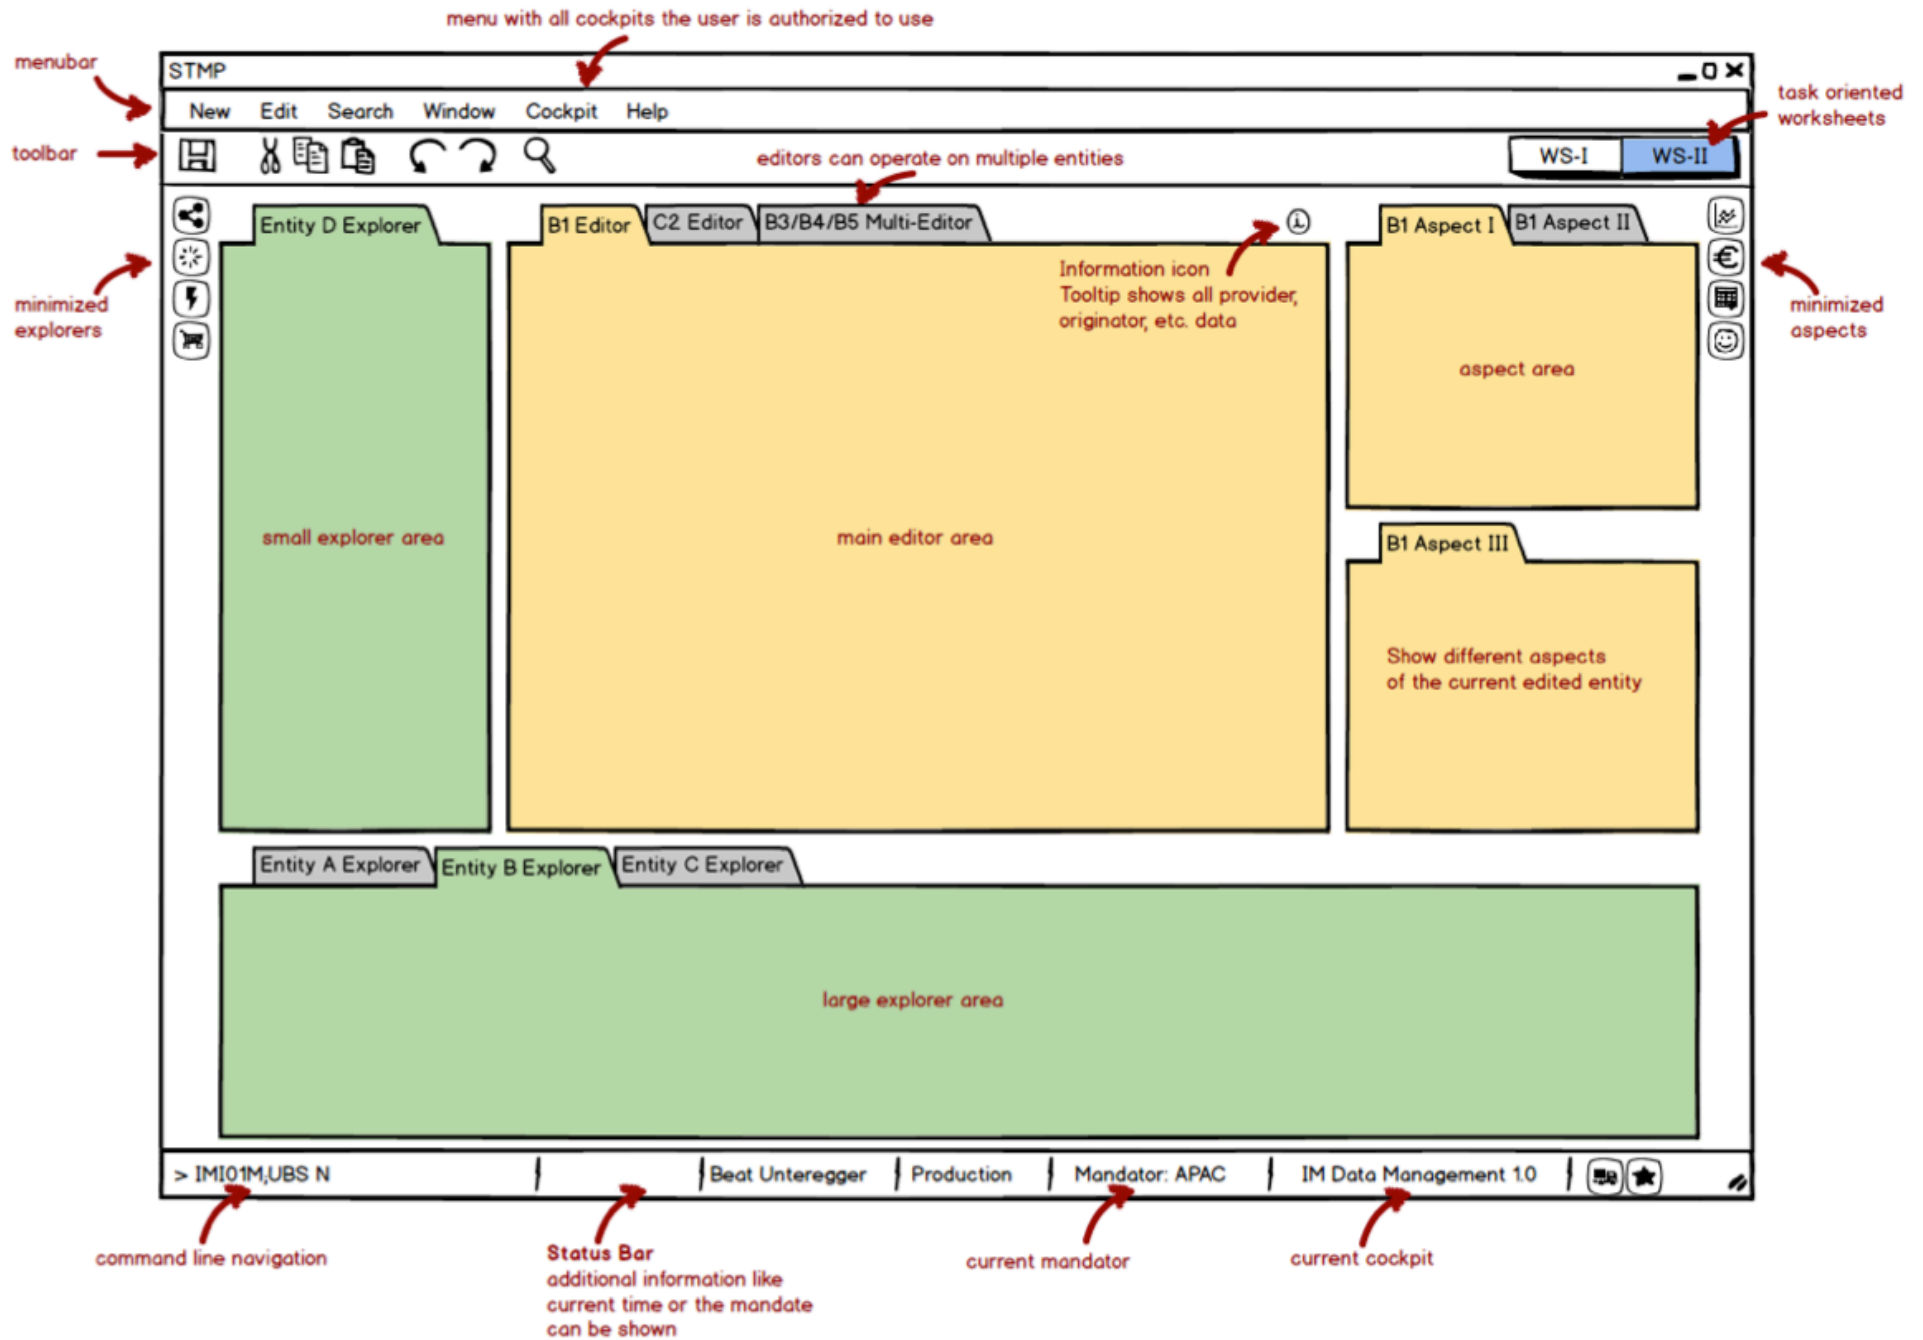 menu with all cockpits the user is authorized to use
menubar
STMP
task oriented
worksheets
New Edit Search Window Cockpit Help
toolbar
editors can operate on multiple entities
WS-I WS-II
Entity D Explorer
B1 Editor C2 Editor B3/B4/B5 Multi-Editor
B1 Aspect I B1 Aspect II
minimized
explorers
Information icon
Tooltip shows all provider,
originator, etc. data
minimized
aspects
aspect area
small explorer area
main editor area
B1 Aspect III
Show different aspects
of the current edited entity
Entity A Explorer Entity B Explorer Entity C Explorer
large explorer area
> IMI01M;UBS N Beat Unteregger Production Mandator: APAC IM Data Management 1.0
command line navigation
Status Bar
additional information like
current time or the mandate
can be shown
current mandator
current cockpit